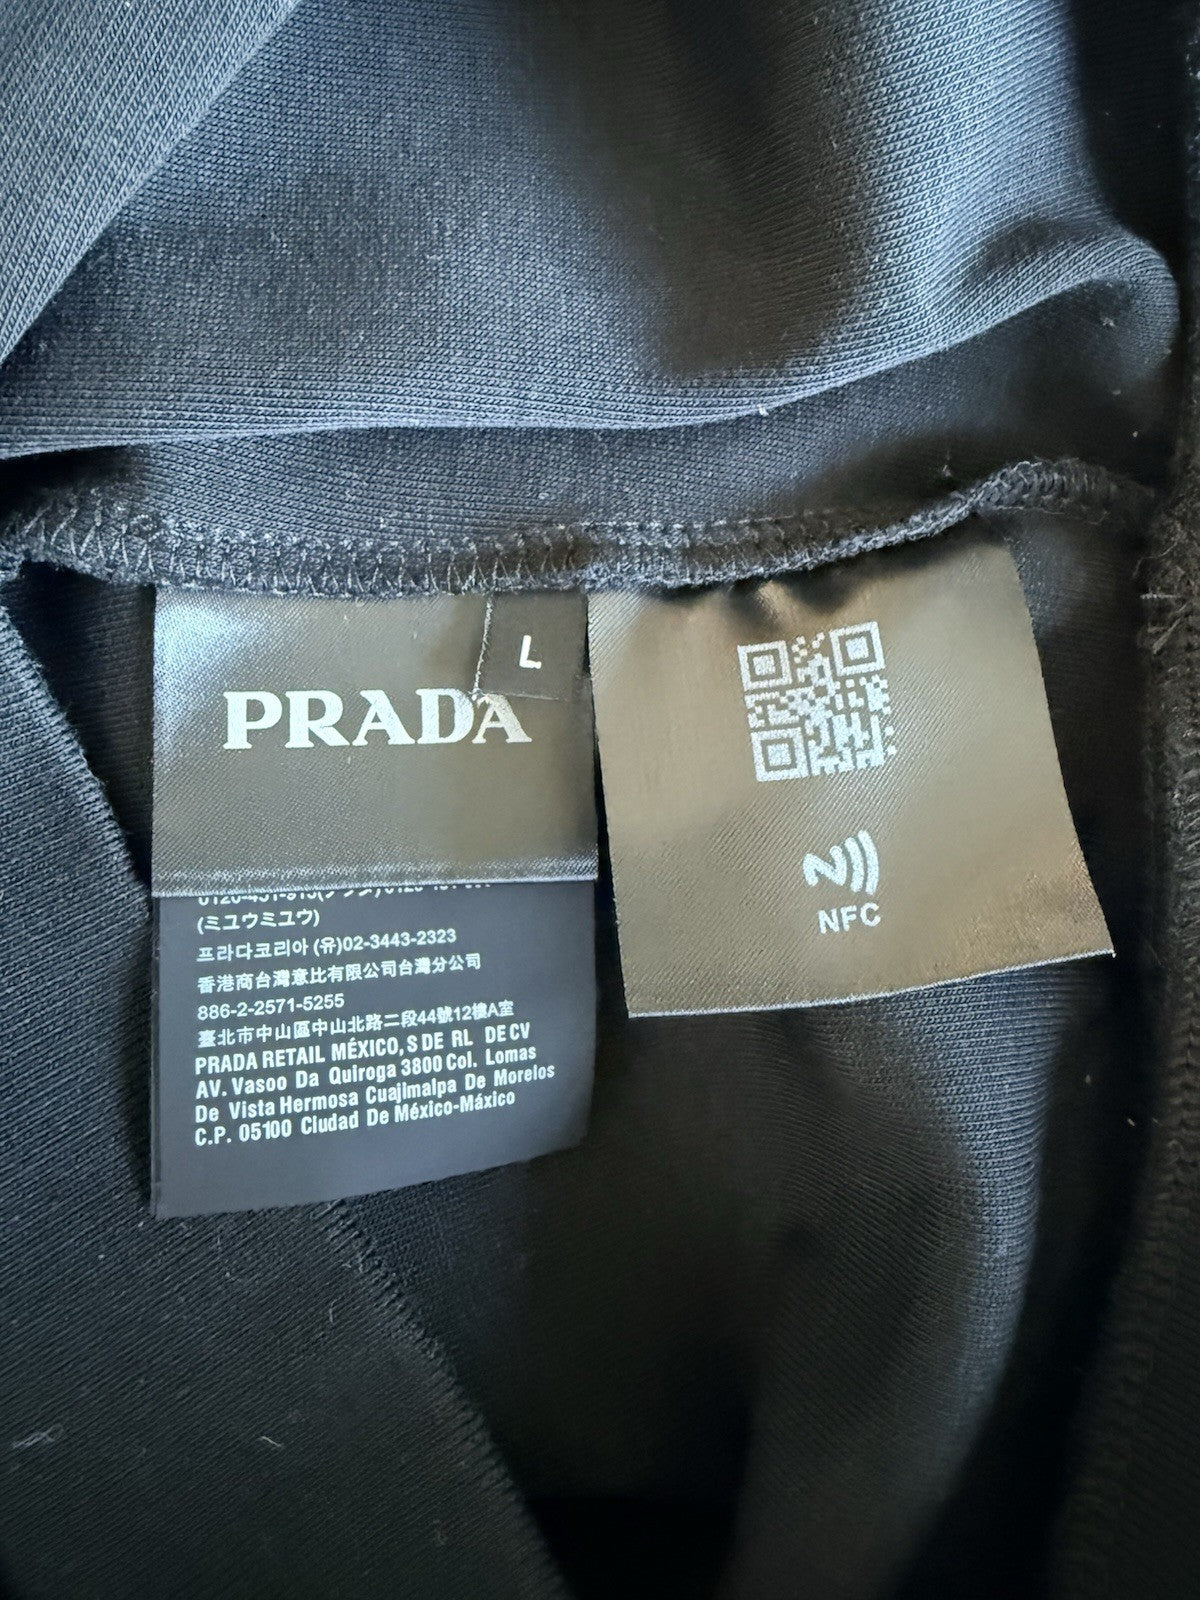 L
PRADA
NFC
(ミユウミユウ)
프라다코리아 (유)02-3443-2323
香港商台灣意比有限公司台灣分公司
886-2-2571-5255
臺北市中山區中山北路二段44號12樓A室
PRADA RETAIL MÉXICO, S DE RL DE CV
AV. Vasoo Da Quiroga 3800 Col. Lomas
De Vista Hermosa Cuajimalpa De Morelos
C.P. 05100 Ciudad De México-Máxico